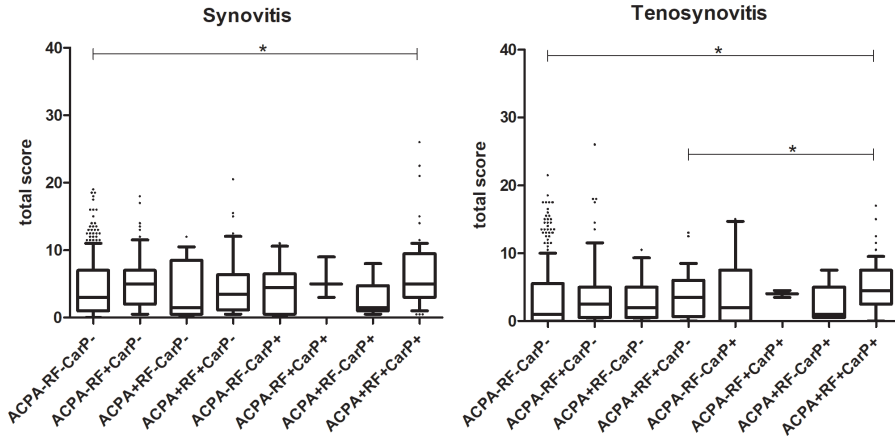 Synovitis
*
40
30
20
10
0
total score
ACPA-RF-CarP-
ACPA-RF+CarP-
ACPA+RF-CarP-
ACPA+RF+CarP-
ACPA-RF-CarP+
ACPA-RF+CarP+
ACPA+RF-CarP+
ACPA+RF+CarP+
Tenosynovitis
*
*
40
30
20
10
0
total score
ACPA-RF-CarP-
ACPA-RF+CarP-
ACPA+RF-CarP-
ACPA+RF+CarP-
ACPA-RF-CarP+
ACPA-RF+CarP+
ACPA+RF-CarP+
ACPA+RF+CarP+